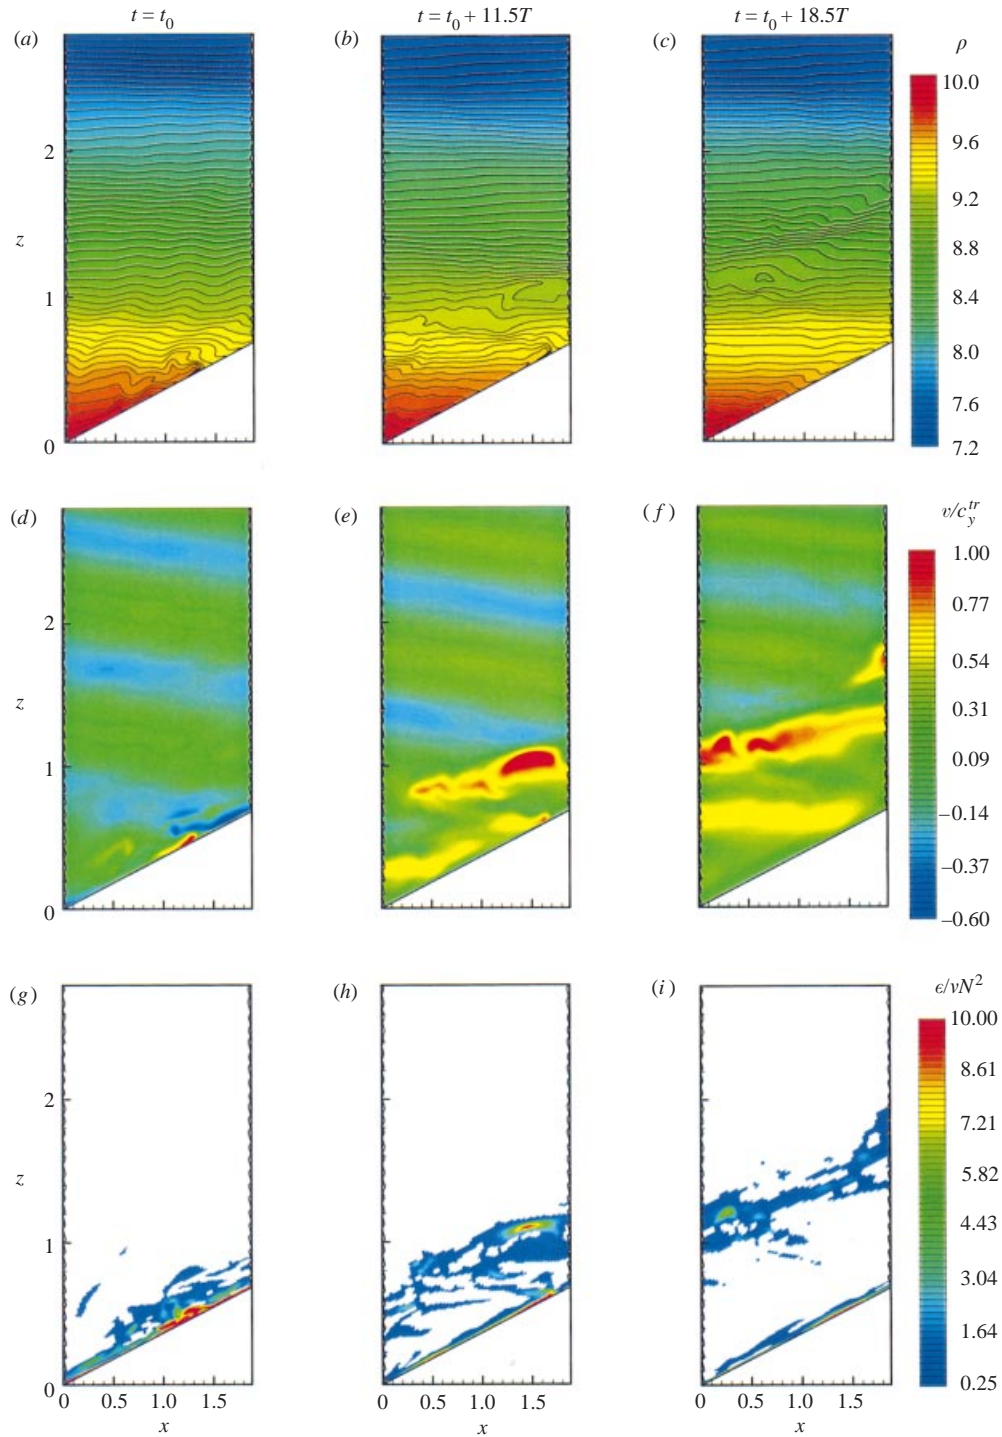 t = t0
t = t0 + 11.5T
t = t0 + 18.5T
(a)
(b)
(c)
ρ
10.0
9.6
9.2
8.8
8.4
8.0
7.6
7.2
2
z
1
0
(d)
(e)
(f)
v/c_y^tr
1.00
0.77
0.54
0.31
0.09
–0.14
–0.37
–0.60
2
z
1
0
(g)
(h)
(i)
ϵ/νN²
10.00
8.61
7.21
5.82
4.43
3.04
1.64
0.25
2
z
1
0
0 0.5 1.0 1.5
0 0.5 1.0 1.5
0 0.5 1.0 1.5
x
x
x